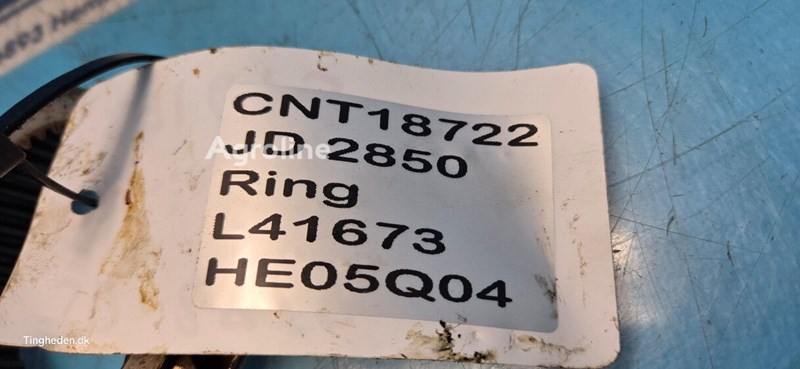 CNT18722
JD 2850
Ring
L41673
HE05Q04
Agroline
Tingheden.dk